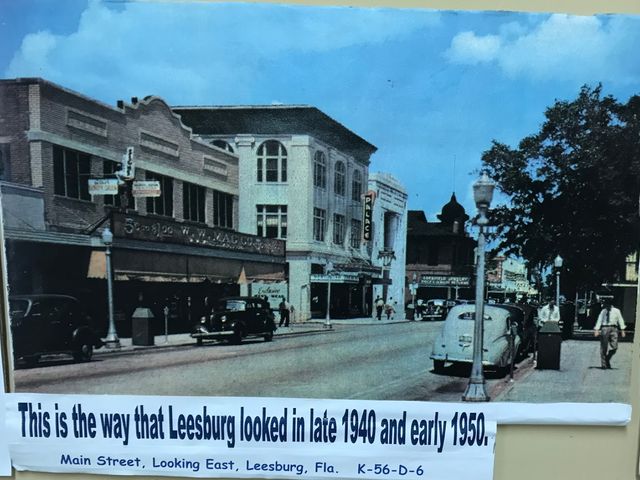 PALACE
This is the way that Leesburg looked in late 1940 and early 1950.
Main Street, Looking East, Leesburg, Fla. K-56-D-6